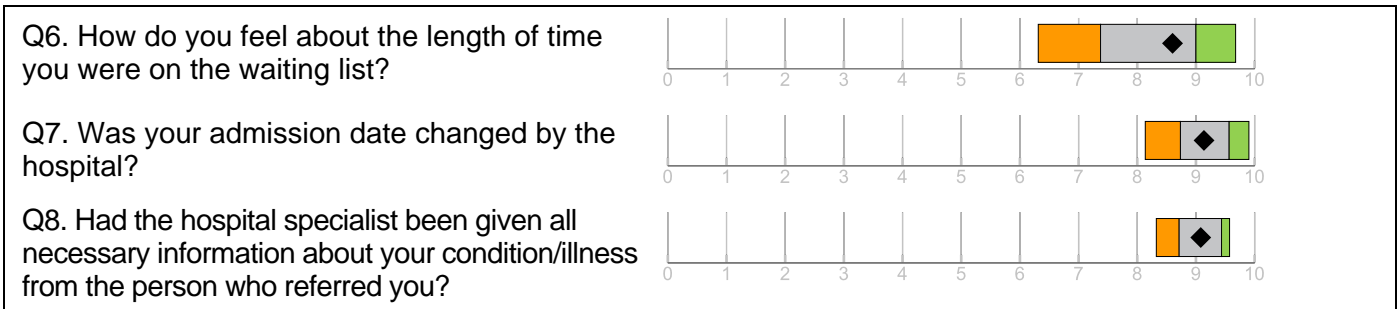 Q6. How do you feel about the length of time
you were on the waiting list?
0 1 2 3 4 5 6 7 8 9 10
Q7. Was your admission date changed by the
hospital?
0 1 2 3 4 5 6 7 8 9 10
Q8. Had the hospital specialist been given all
necessary information about your condition/illness
from the person who referred you?
0 1 2 3 4 5 6 7 8 9 10